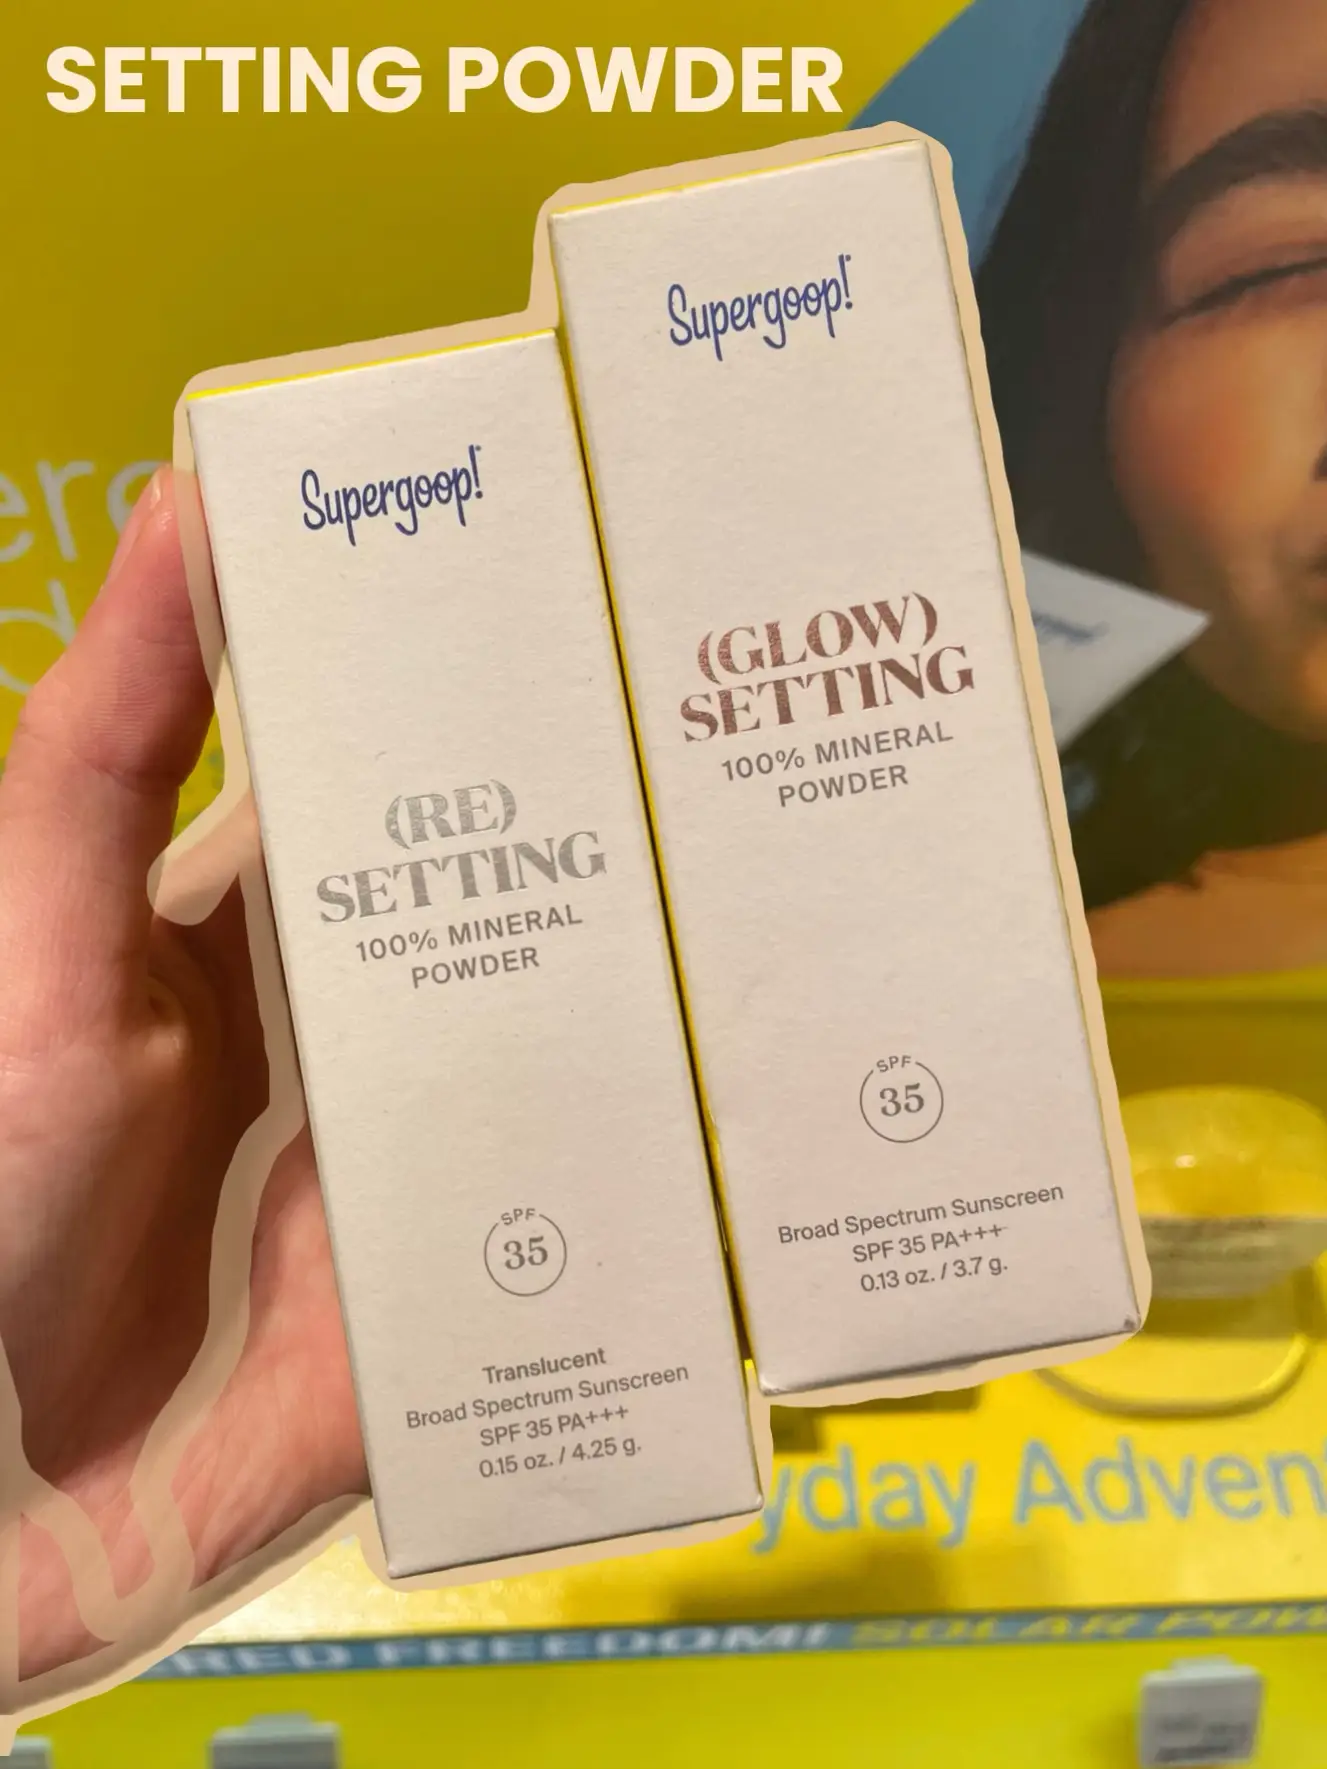 SETTING POWDER
Supergoop!
(RE)
SETTING
100% MINERAL
POWDER
SPF
35
Translucent
Broad Spectrum Sunscreen
SPF 35 PA+++
0.15 oz. / 4.25 g.
Supergoop!
(GLOW)
SETTING
100% MINERAL
POWDER
SPF
35
Broad Spectrum Sunscreen
SPF 35 PA+++
0.13 oz. / 3.7 g.
FREEDOM! SOLAR